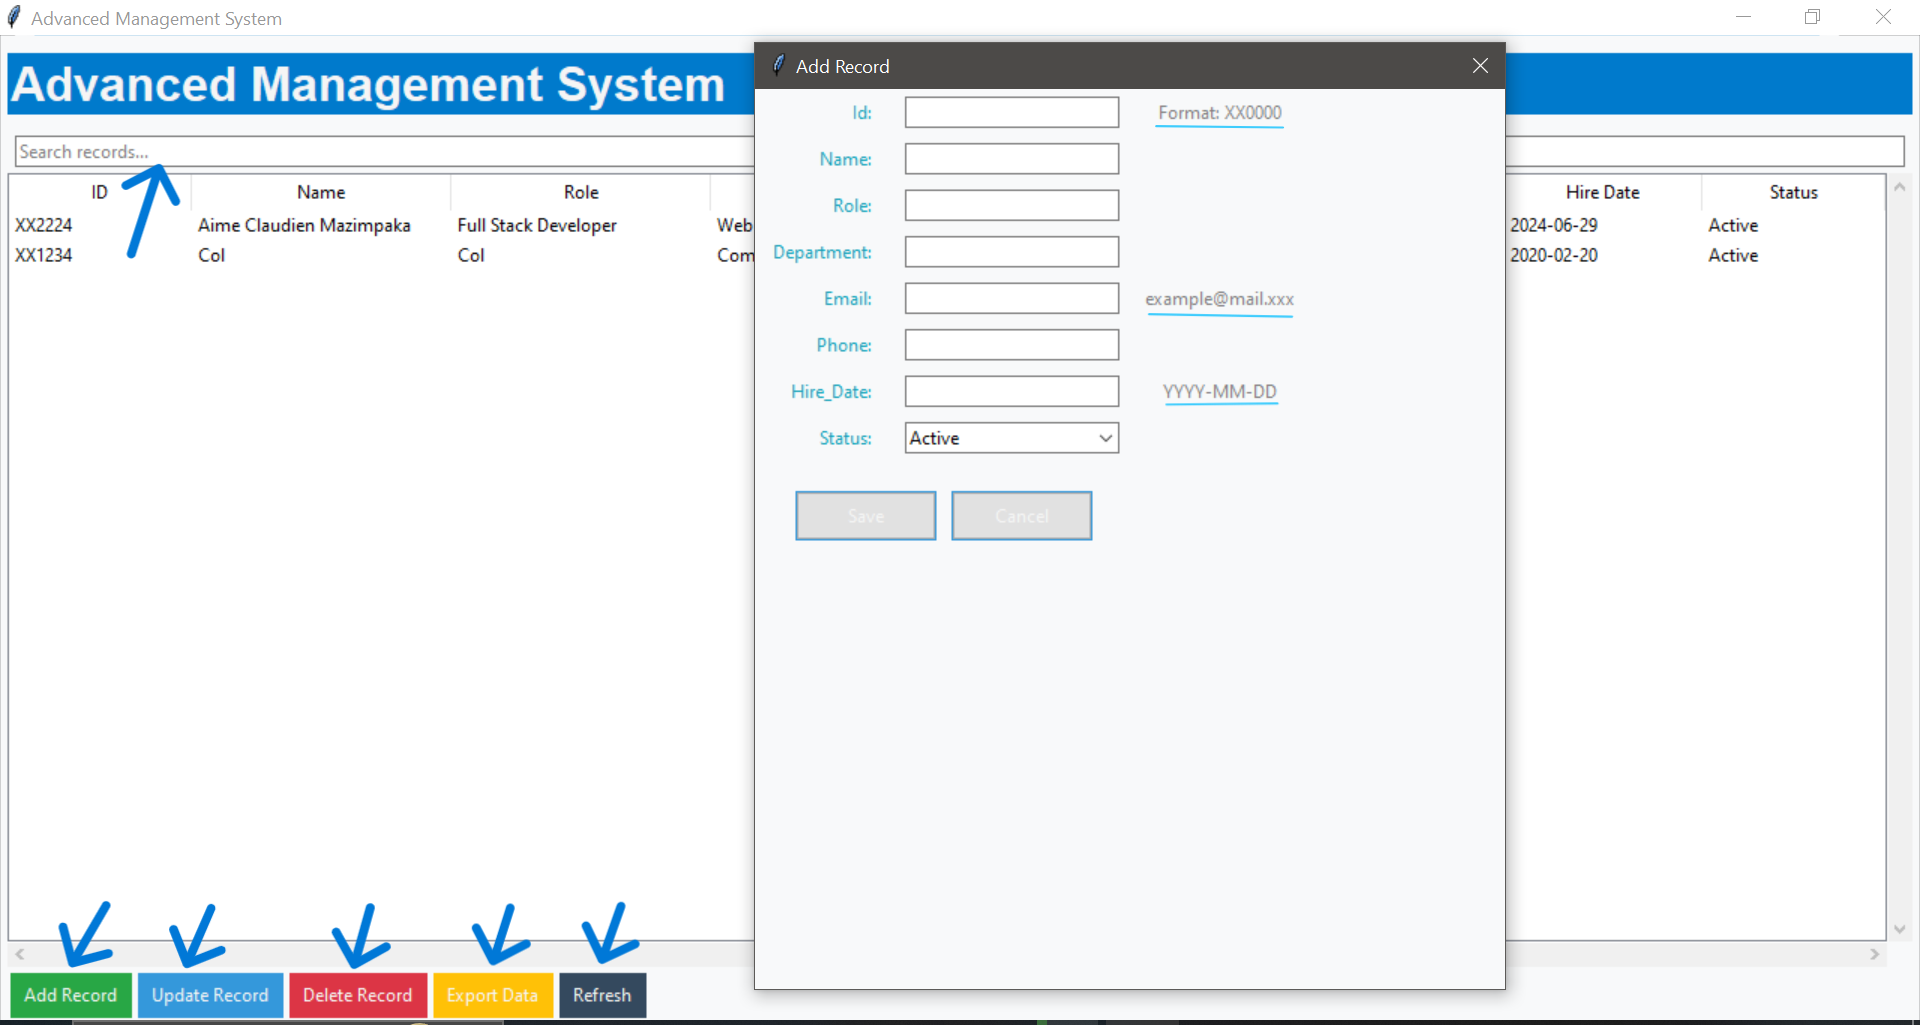 Advanced Management System
Advanced Management System
Search records...
ID Name Role Hire Date Status
XX2224 Aime Claudien Mazimpaka Full Stack Developer Web 2024-06-29 Active
XX1234 Col Col Com 2020-02-20 Active
Add Record
Id: Format: XX0000
Name:
Role:
Department:
Email: example@mail.xxx
Phone:
Hire_Date: YYYY-MM-DD
Status: Active
Save Cancel
Add Record Update Record Delete Record Export Data Refresh